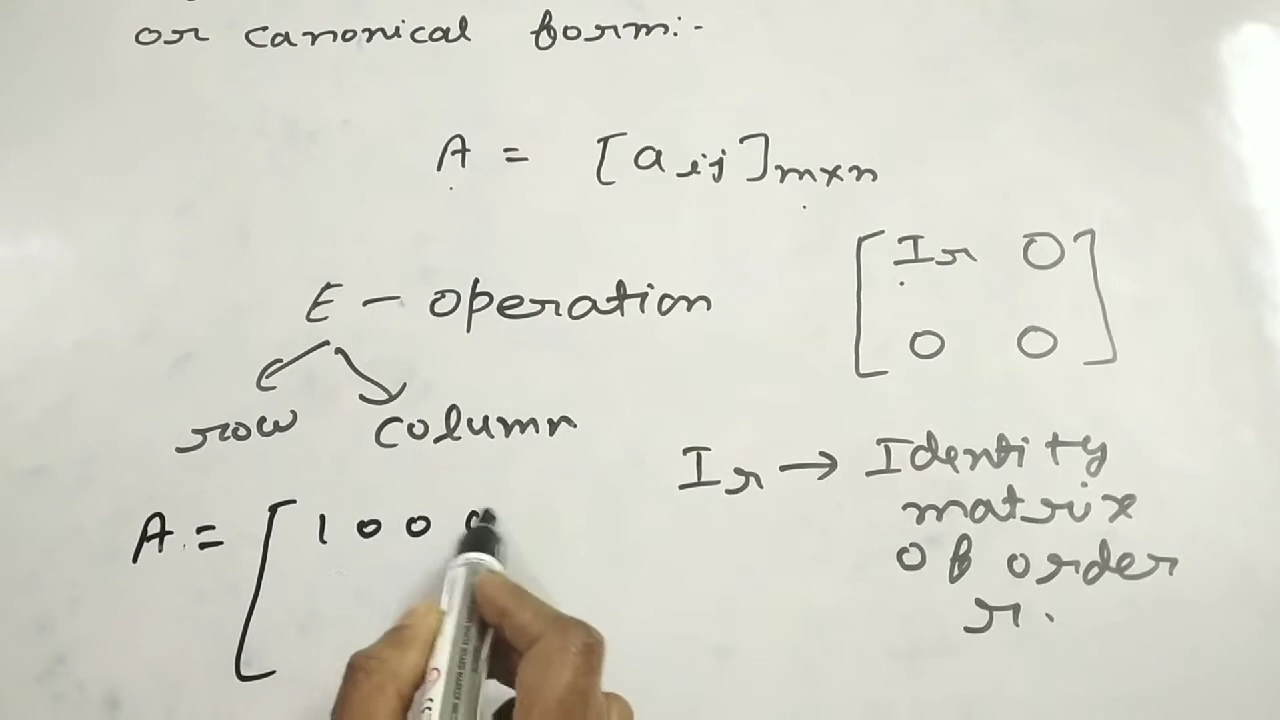 or canonical form:-
A = [aij]m×n
[Ir 0
0 0]
E - operation
row column
Ir → Identity
matrix
of order
r.
A = [ 1 0 0 0